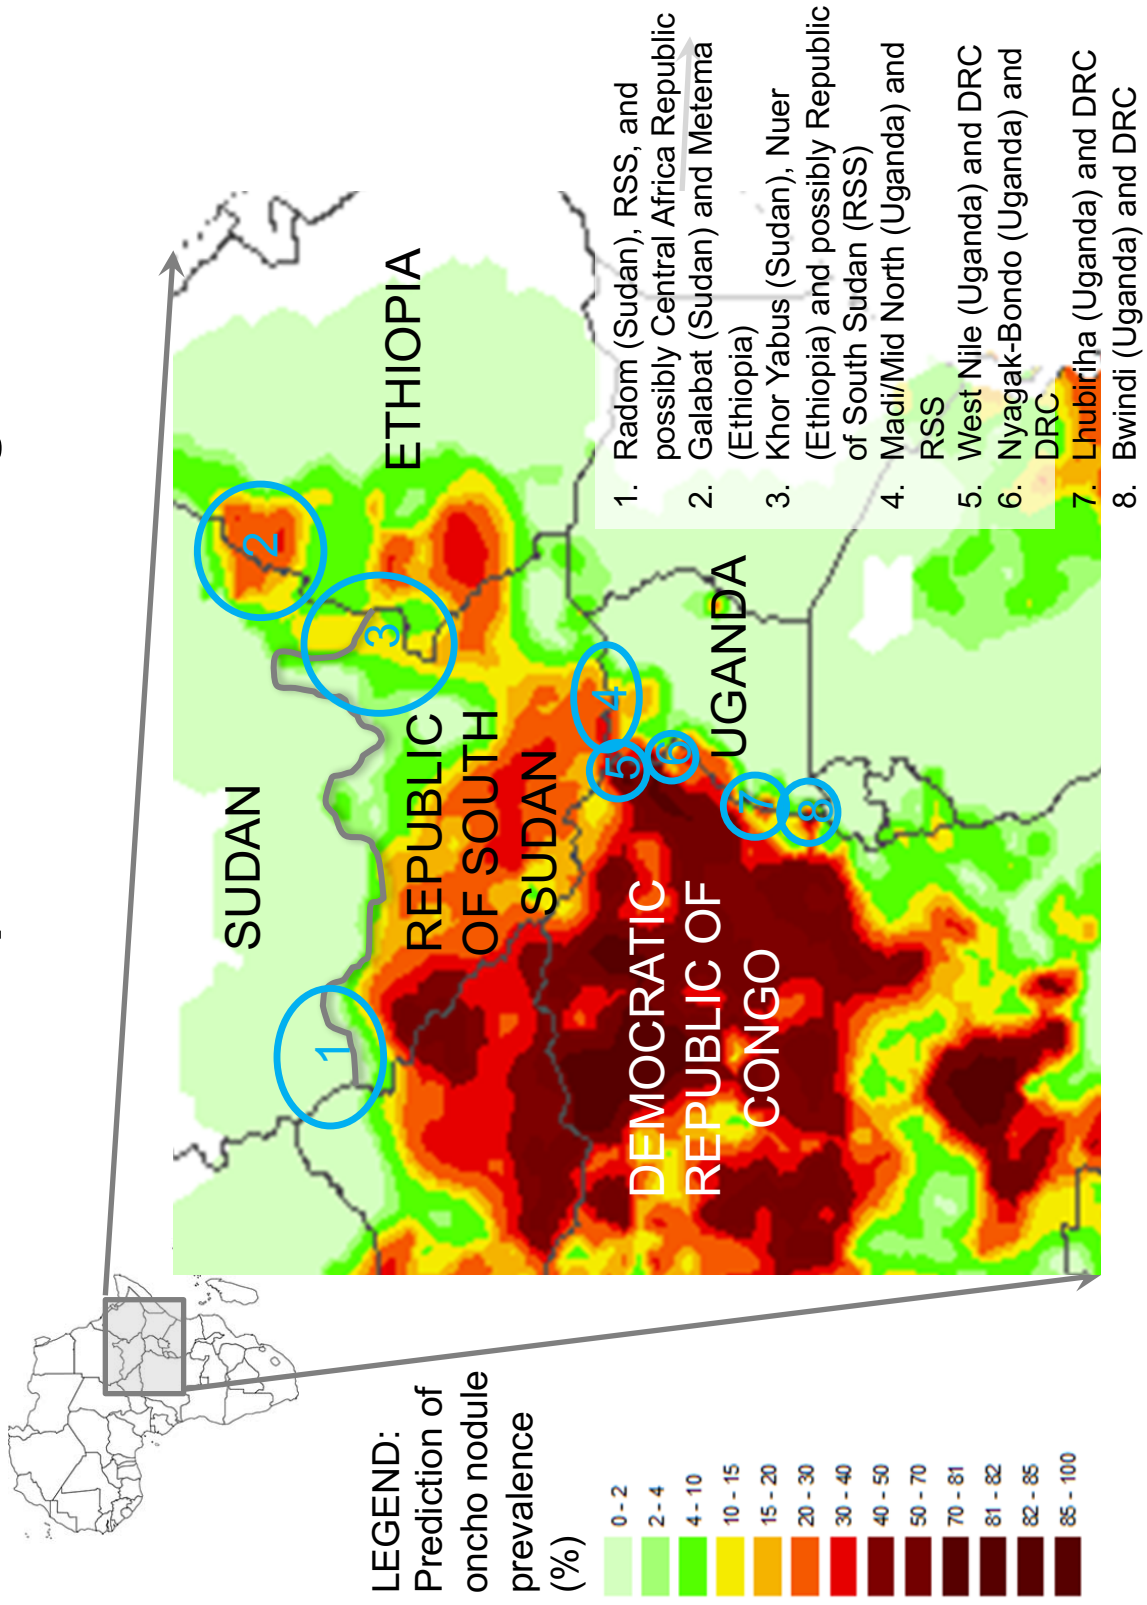 SUDAN
ETHIOPIA
REPUBLIC
OF SOUTH
SUDAN
UGANDA
DEMOCRATIC
REPUBLIC OF
CONGO
1
2
3
4
5
6
7
8
LEGEND:
Prediction of
oncho nodule
prevalence
(%)
0 - 2
2 - 4
4 - 10
10 - 15
15 - 20
20 - 30
30 - 40
40 - 50
50 - 70
70 - 81
81 - 82
82 - 85
85 - 100
1. Radom (Sudan), RSS, and
possibly Central Africa Republic
2. Galabat (Sudan) and Metema
(Ethiopia)
3. Khor Yabus (Sudan), Nuer
(Ethiopia) and possibly Republic
of South Sudan (RSS)
4. Madi/Mid North (Uganda) and
RSS
5. West Nile (Uganda) and DRC
6. Nyagak-Bondo (Uganda) and
DRC
7. Lhubiriha (Uganda) and DRC
8. Bwindi (Uganda) and DRC